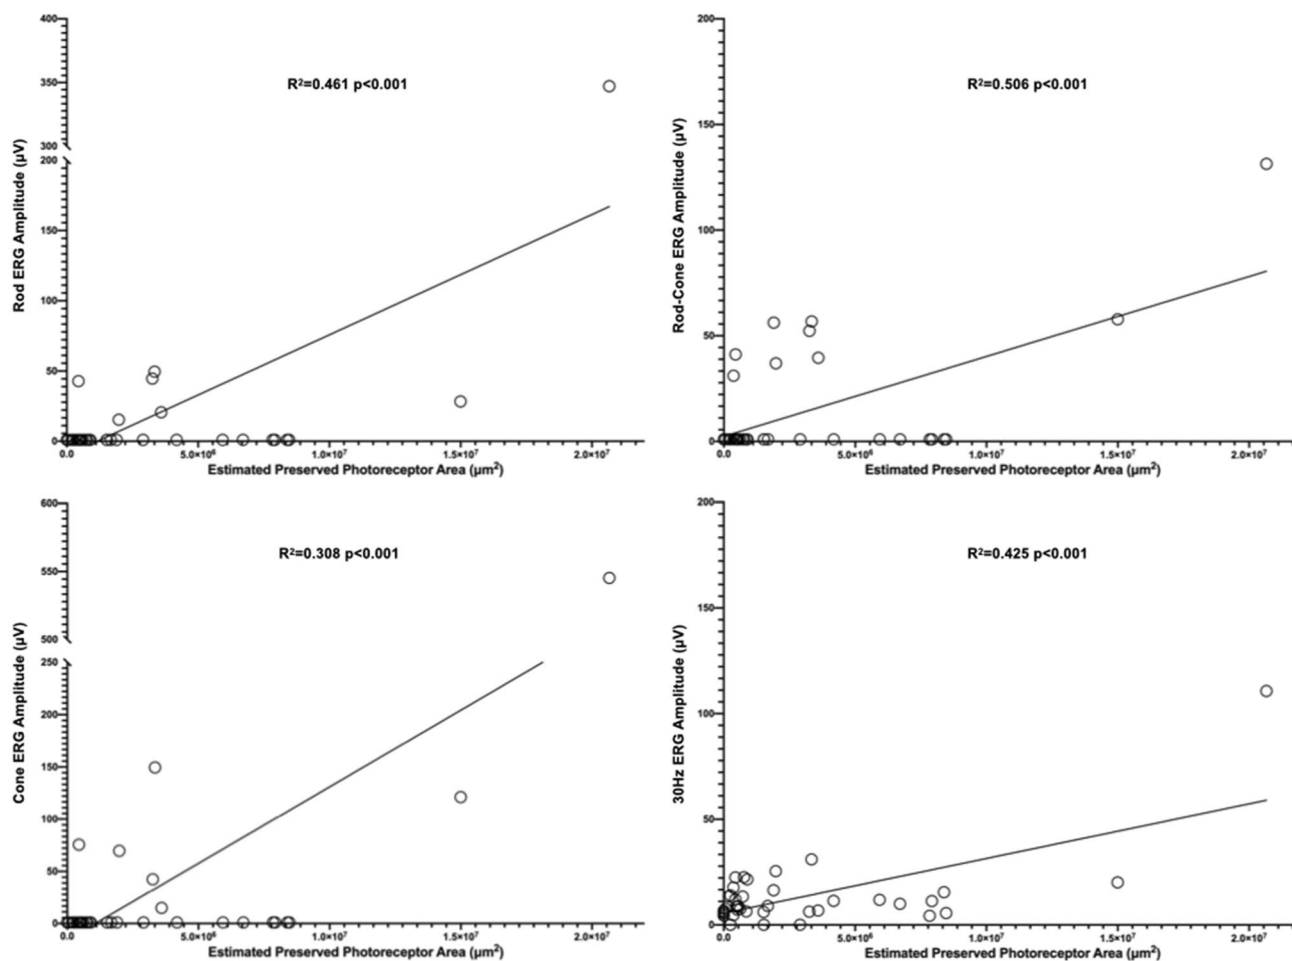 400
350
300
200
150
100
50
0
Rod ERG Amplitude (µV)
R²=0.461 p<0.001
0.0 5.0×10⁶ 1.0×10⁷ 1.5×10⁷ 2.0×10⁷
Estimated Preserved Photoreceptor Area (µm²)
200
150
100
50
0
Rod-Cone ERG Amplitude (µV)
R²=0.506 p<0.001
0.0 5.0×10⁶ 1.0×10⁷ 1.5×10⁷ 2.0×10⁷
Estimated Preserved Photoreceptor Area (µm²)
600
550
500
250
200
150
100
50
0
Cone ERG Amplitude (µV)
R²=0.308 p<0.001
0.0 5.0×10⁶ 1.0×10⁷ 1.5×10⁷ 2.0×10⁷
Estimated Preserved Photoreceptor Area (µm²)
200
150
100
50
0
30Hz ERG Amplitude (µV)
R²=0.425 p<0.001
0.0 5.0×10⁶ 1.0×10⁷ 1.5×10⁷ 2.0×10⁷
Estimated Preserved Photoreceptor Area (µm²)